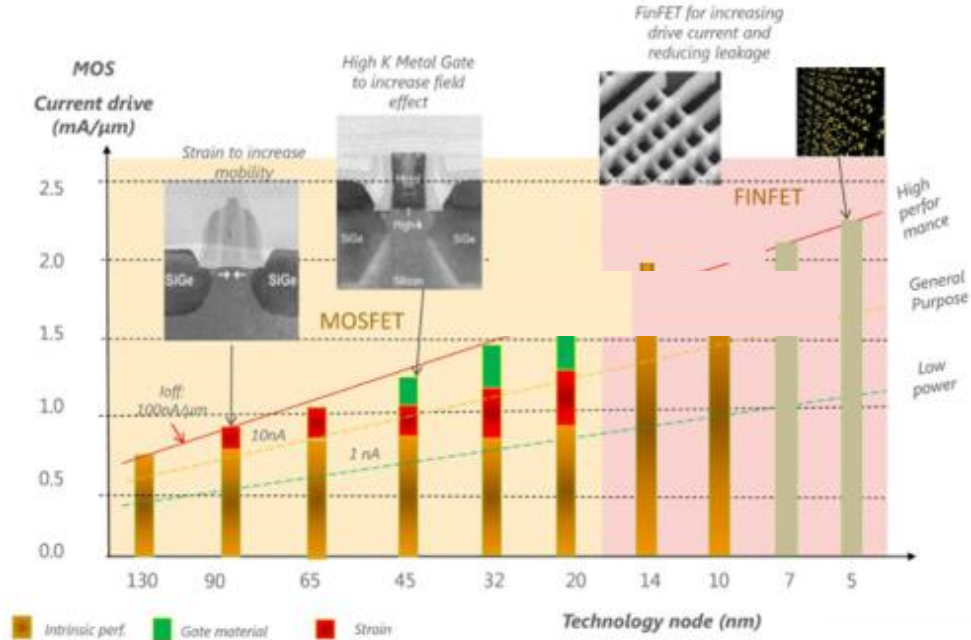 FinFET for increasing
drive current and
reducing leakage
High K Metal Gate
to increase field
effect
MOS
Current drive
(mA/µm)
Strain to increase
mobility
2.5
2.0
1.5
1.0
0.5
0.0
SiGe
SiGe
SiGe
SiGe
Silicon
MOSFET
FINFET
High
perfor
mance
General
Purpose
Low
power
Ioff:
100nA/µm
10nA
1 nA
130
90
65
45
32
20
14
10
7
5
Technology node (nm)
Intrinsic perf.
Gate material
Strain